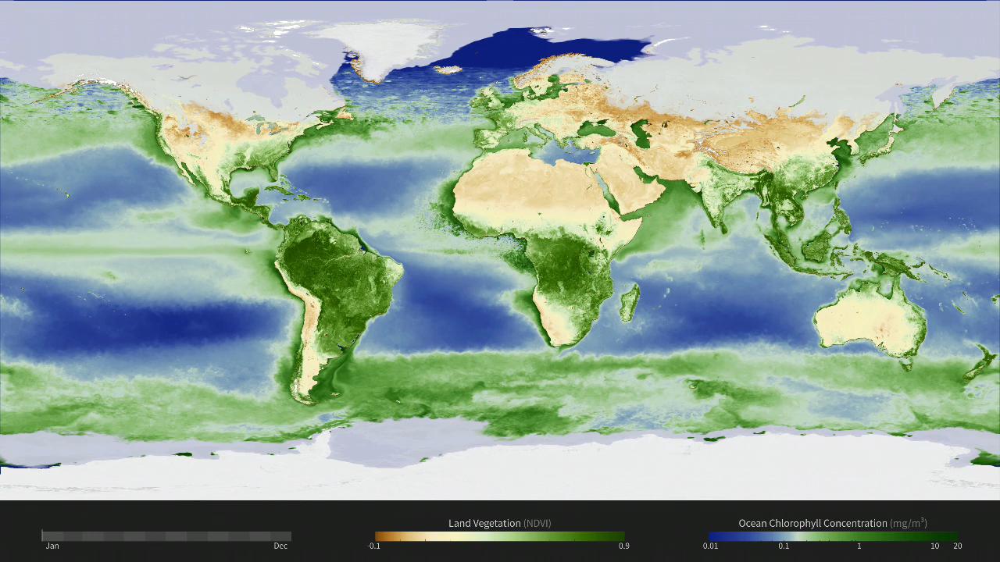 Land Vegetation (NDVI)
Ocean Chlorophyll Concentration (mg/m³)
Jan Dec
-0.1 0.9
0.01 0.1 1 10 20